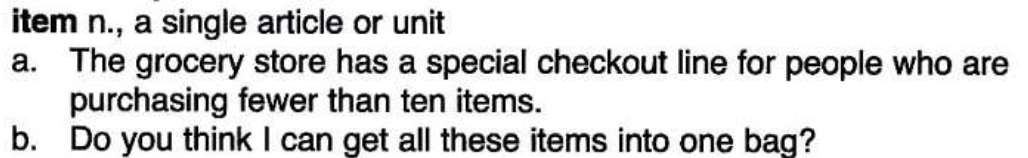 item n., a single article or unit
a. The grocery store has a special checkout line for people who are
purchasing fewer than ten items.
b. Do you think I can get all these items into one bag?